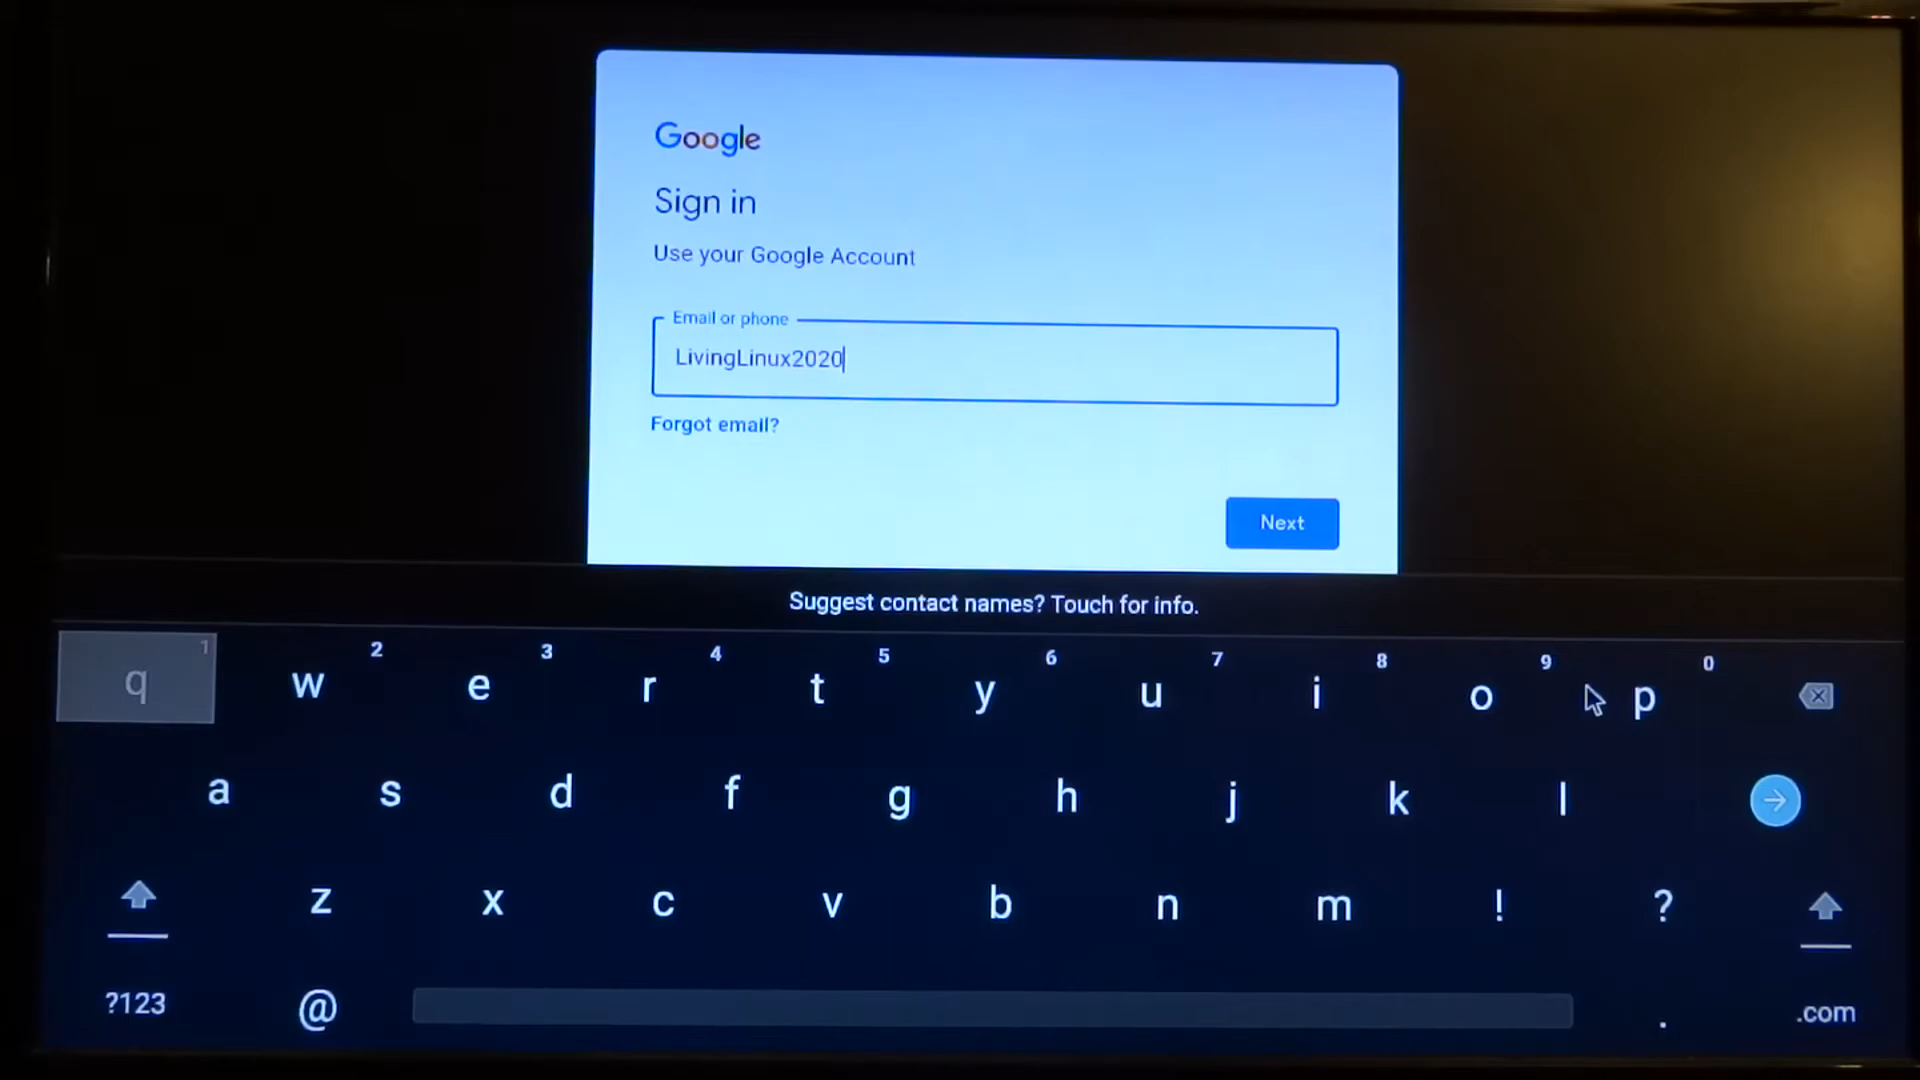 Google
Sign in
Use your Google Account
Email or phone
LivingLinux2020
Forgot email?
Next
Suggest contact names? Touch for info.
q 1 w 2 e 3 r 4 t 5 y 6 u 7 i 8 o 9 p 0
a s d f g h j k l
z x c v b n m ! ?
?123 @ . .com